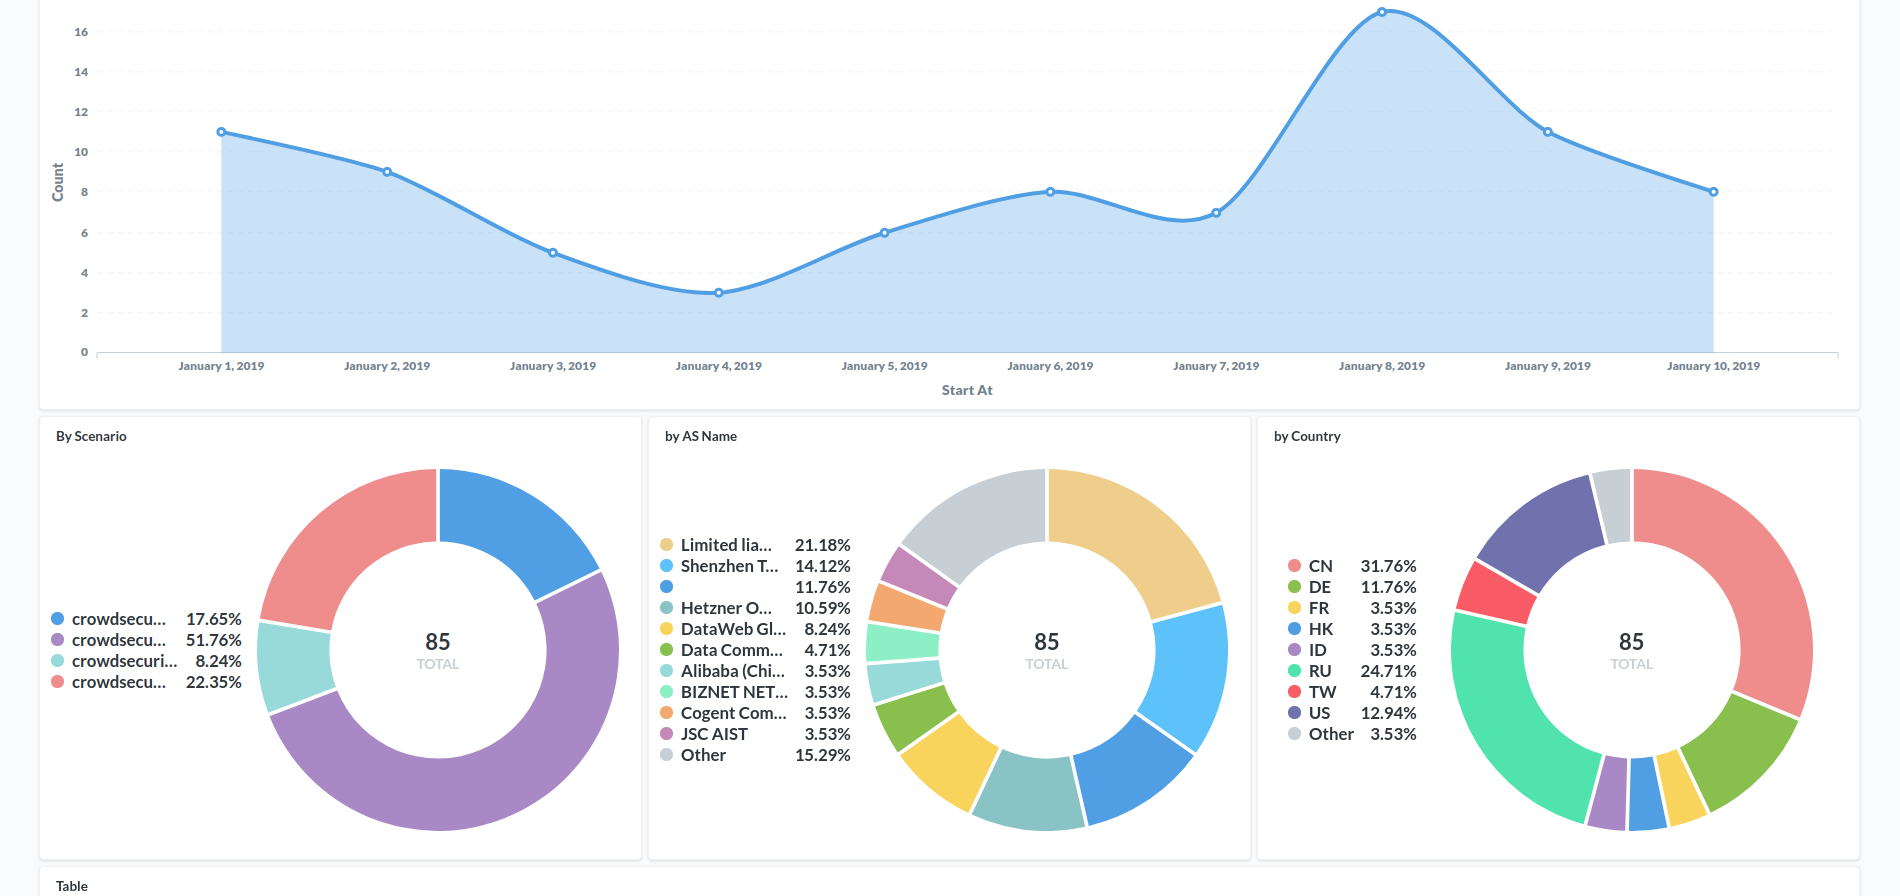 16
14
12
10
8
6
4
2
0
Count
January 1, 2019
January 2, 2019
January 3, 2019
January 4, 2019
January 5, 2019
January 6, 2019
January 7, 2019
January 8, 2019
January 9, 2019
January 10, 2019
Start At
By Scenario
crowdsecu... 17.65%
crowdsecu... 51.76%
crowdsecuri... 8.24%
crowdsecu... 22.35%
85
TOTAL
by AS Name
Limited lia... 21.18%
Shenzhen T... 14.12%
11.76%
Hetzner O... 10.59%
DataWeb Gl... 8.24%
Data Comm... 4.71%
Alibaba (Chi... 3.53%
BIZNET NET... 3.53%
Cogent Com... 3.53%
JSC AIST 3.53%
Other 15.29%
85
TOTAL
by Country
CN 31.76%
DE 11.76%
FR 3.53%
HK 3.53%
ID 3.53%
RU 24.71%
TW 4.71%
US 12.94%
Other 3.53%
85
TOTAL
Table